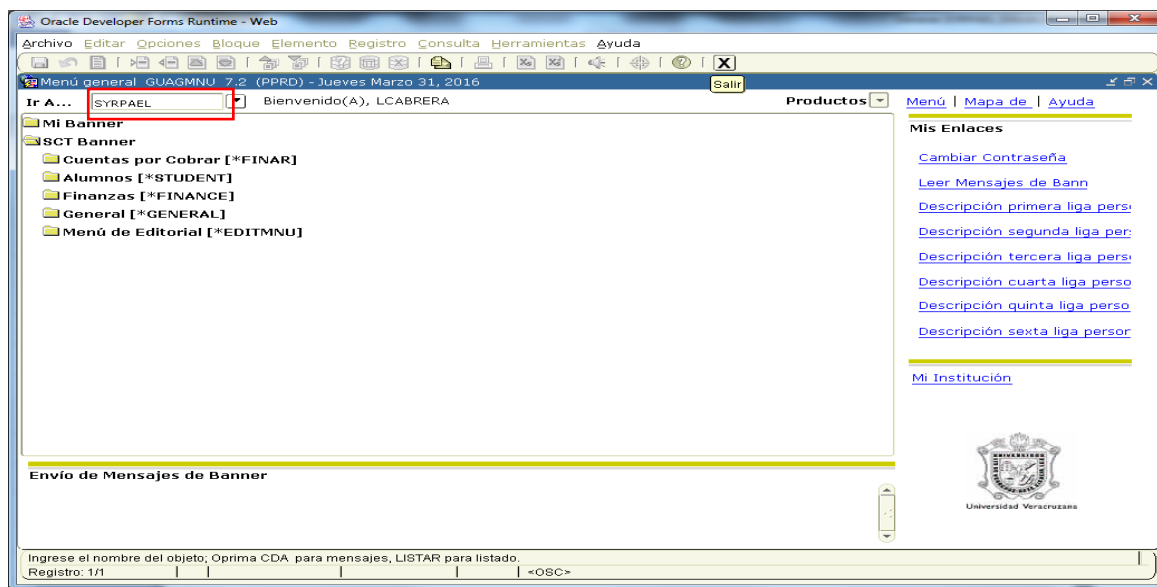 Oracle Developer Forms Runtime - Web
Archivo Editar Opciones Bloque Elemento Registro Consulta Herramientas Ayuda
Menú general GUAGMNU 7.2 (PPRD) - Jueves Marzo 31, 2016
Salir
Ir A... SYRPAEL Bienvenido(A), LCABRERA Productos Menú | Mapa de | Ayuda
Mi Banner
SCT Banner
Cuentas por Cobrar [*FINAR]
Alumnos [*STUDENT]
Finanzas [*FINANCE]
General [*GENERAL]
Menú de Editorial [*EDITMNU]
Mis Enlaces
Cambiar Contraseña
Leer Mensajes de Bann
Descripción primera liga pers
Descripción segunda liga per
Descripción tercera liga pers
Descripción cuarta liga perso
Descripción quinta liga perso
Descripción sexta liga person
Mi Institución
Universidad Veracruzana
Envío de Mensajes de Banner
Ingrese el nombre del objeto; Oprima CDA para mensajes, LISTAR para listado.
Registro: 1/1 | | | | <OSC>